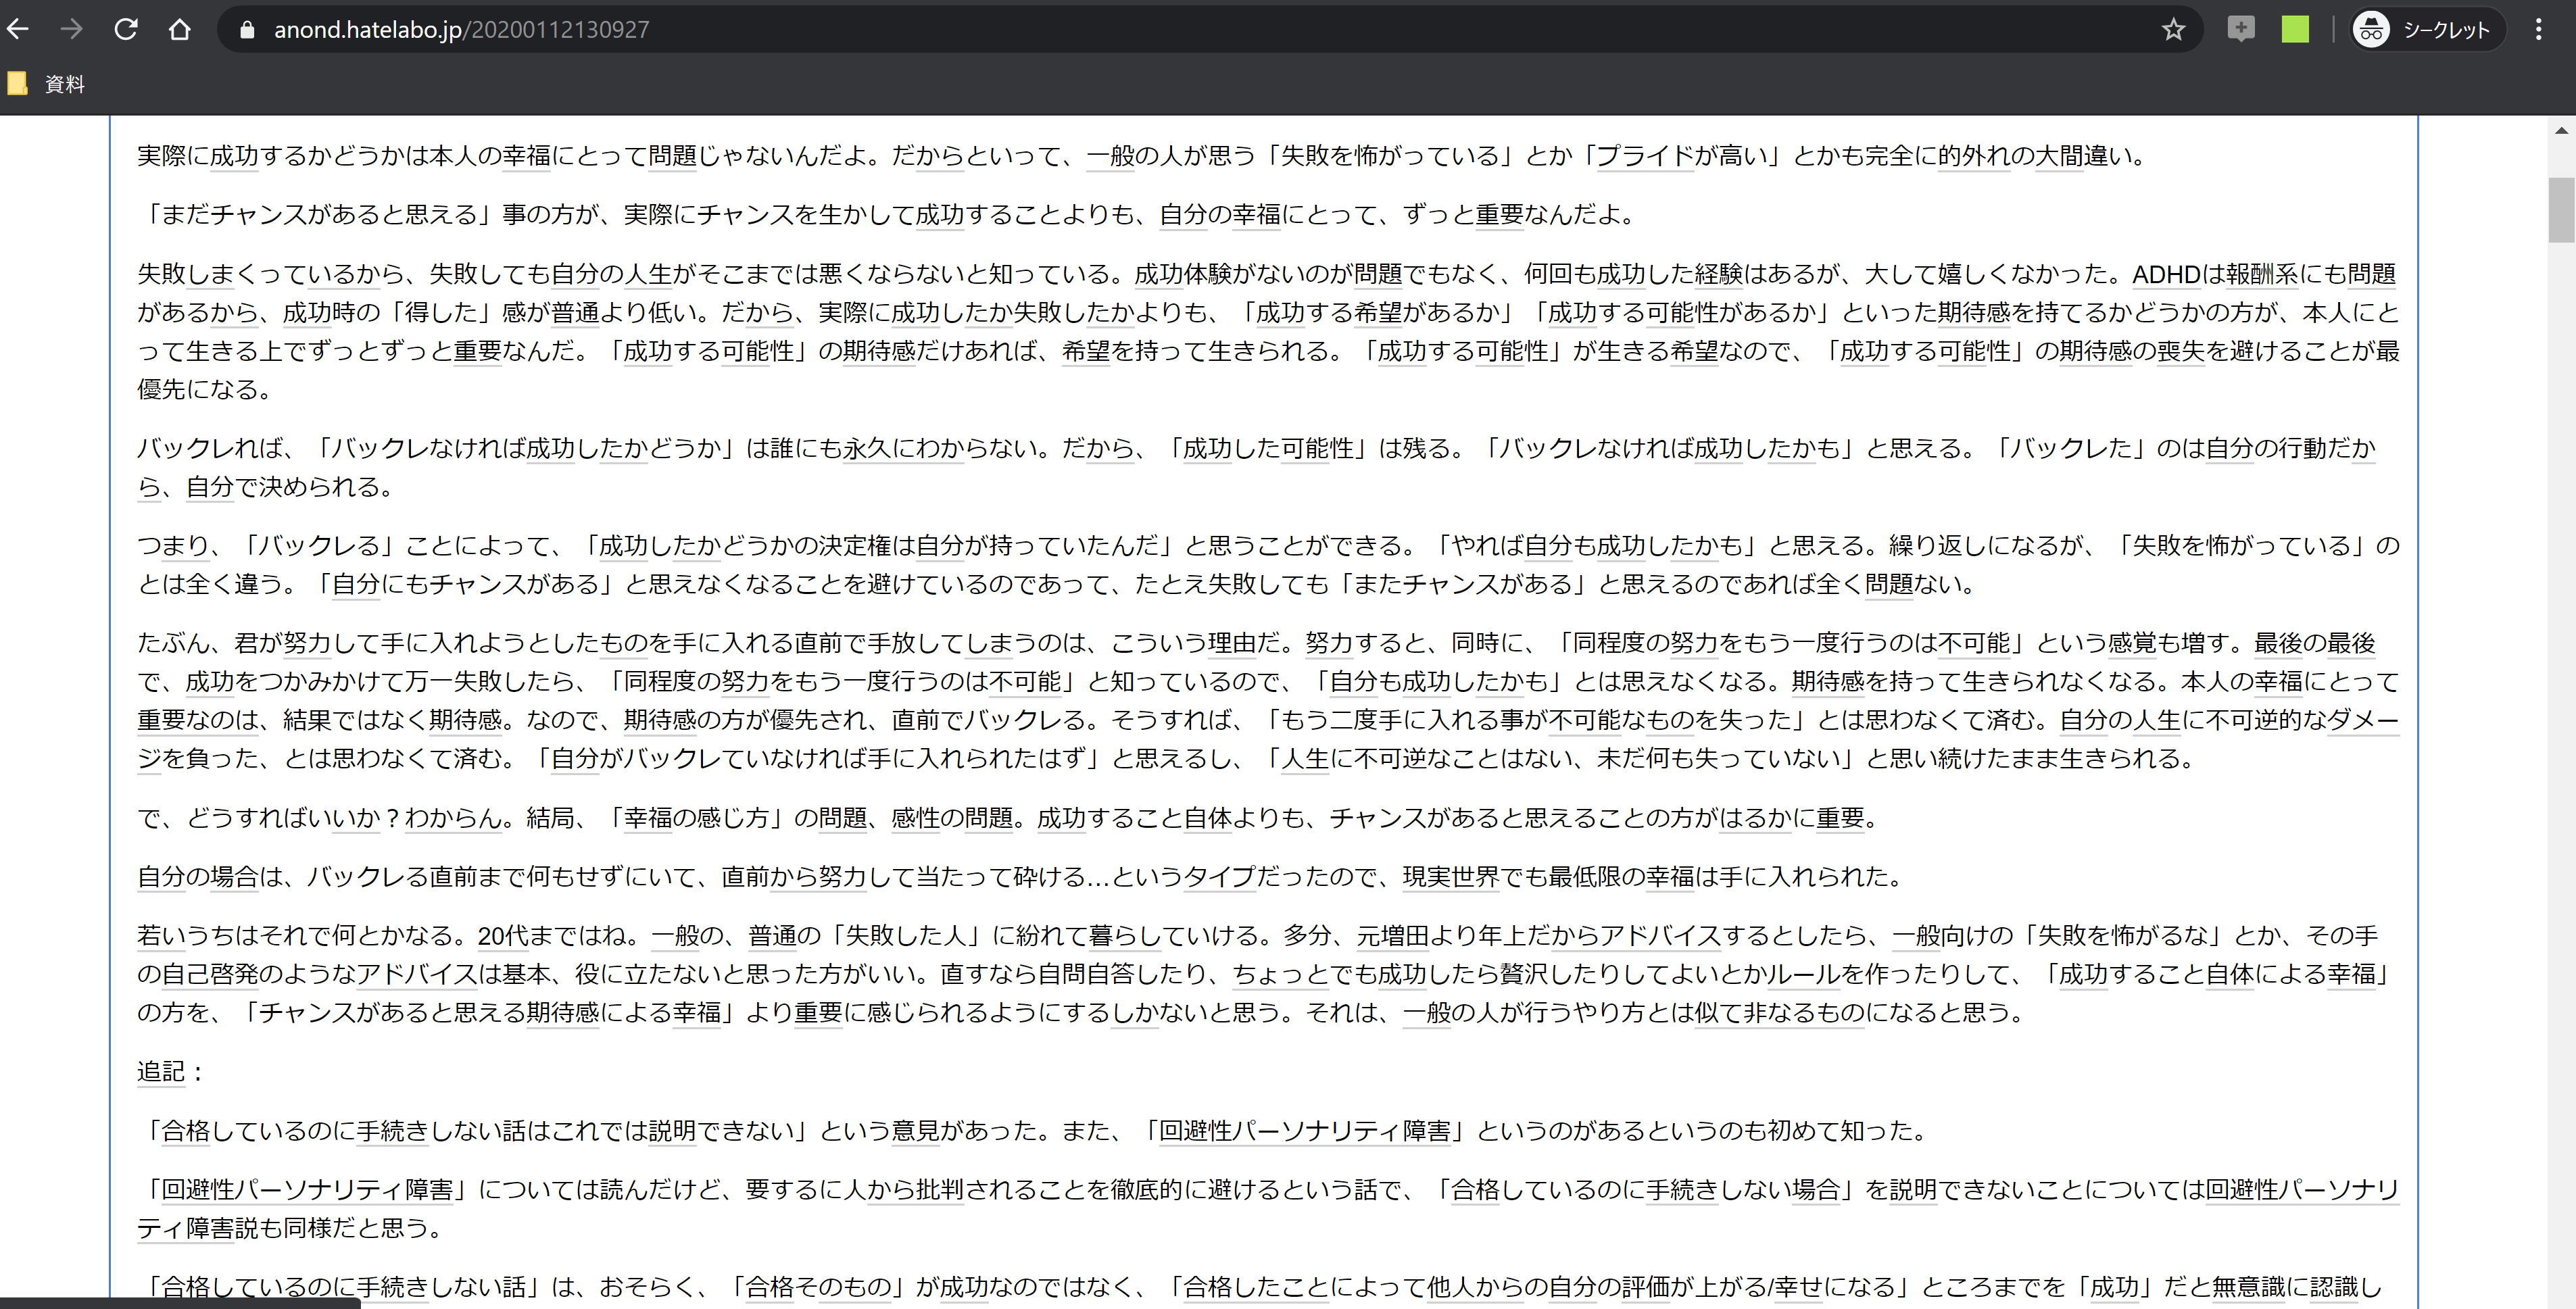 anond.hatelabo.jp/20200112130927
シークレット
資料
実際に成功するかどうかは本人の幸福にとって問題じゃないんだよ。だからといって、一般の人が思う「失敗を怖がっている」とか「プライドが高い」とかも完全に的外れの大間違い。
「まだチャンスがあると思える」事の方が、実際にチャンスを生かして成功することよりも、自分の幸福にとって、ずっと重要なんだよ。
失敗しまくっているから、失敗しても自分の人生がそこまでは悪くならないと知っている。成功体験がないのが問題でもなく、何回も成功した経験はあるが、大して嬉しくなかった。ADHDは報酬系にも問題
があるから、成功時の「得した」感が普通より低い。だから、実際に成功したか失敗したかよりも、「成功する希望があるか」「成功する可能性があるか」といった期待感を持てるかどうかの方が、本人にと
って生きる上でずっとずっと重要なんだ。「成功する可能性」の期待感だけあれば、希望を持って生きられる。「成功する可能性」が生きる希望なので、「成功する可能性」の期待感の喪失を避けることが最
優先になる。
バックレれば、「バックレなければ成功したかどうか」は誰にも永久にわからない。だから、「成功した可能性」は残る。「バックレなければ成功したかも」と思える。「バックレた」のは自分の行動だか
ら、自分で決められる。
つまり、「バックレる」ことによって、「成功したかどうかの決定権は自分が持っていたんだ」と思うことができる。「やれば自分も成功したかも」と思える。繰り返しになるが、「失敗を怖がっている」の
とは全く違う。「自分にもチャンスがある」と思えなくなることを避けているのであって、たとえ失敗しても「またチャンスがある」と思えるのであれば全く問題ない。
たぶん、君が努力して手に入れようとしたものを手に入れる直前で手放してしまうのは、こういう理由だ。努力すると、同時に、「同程度の努力をもう一度行うのは不可能」という感覚も増す。最後の最後
で、成功をつかみかけて万一失敗したら、「同程度の努力をもう一度行うのは不可能」と知っているので、「自分も成功したかも」とは思えなくなる。期待感を持って生きられなくなる。本人の幸福にとって
重要なのは、結果ではなく期待感。なので、期待感の方が優先され、直前でバックレる。そうすれば、「もう二度手に入れる事が不可能なものを失った」とは思わなくて済む。自分の人生に不可逆的なダメー
ジを負った、とは思わなくて済む。「自分がバックレていなければ手に入れられたはず」と思えるし、「人生に不可逆なことはない、未だ何も失っていない」と思い続けたまま生きられる。
で、どうすればいいか？わからん。結局、「幸福の感じ方」の問題、感性の問題。成功すること自体よりも、チャンスがあると思えることの方がはるかに重要。
自分の場合は、バックレる直前まで何もせずにいて、直前から努力して当たって砕ける…というタイプだったので、現実世界でも最低限の幸福は手に入れられた。
若いうちはそれで何とかなる。20代まではね。一般の、普通の「失敗した人」に紛れて暮らしていける。多分、元増田より年上だからアドバイスするとしたら、一般向けの「失敗を怖がるな」とか、その手
の自己啓発のようなアドバイスは基本、役に立たないと思った方がいい。直すなら自問自答したり、ちょっとでも成功したら贅沢したりしてよいとかルールを作ったりして、「成功すること自体による幸福」
の方を、「チャンスがあると思える期待感による幸福」より重要に感じられるようにするしかないと思う。それは、一般の人が行うやり方とは似て非なるものになると思う。
追記：
「合格しているのに手続きしない話はこれでは説明できない」という意見があった。また、「回避性パーソナリティ障害」というのがあるというのも初めて知った。
「回避性パーソナリティ障害」については読んだけど、要するに人から批判されることを徹底的に避けるという話で、「合格しているのに手続きしない場合」を説明できないことについては回避性パーソナリ
ティ障害説も同様だと思う。
「合格しているのに手続きしない話」は、おそらく、「合格そのもの」が成功なのではなく、「合格したことによって他人からの自分の評価が上がる/幸せになる」ところまでを「成功」だと無意識に認識し